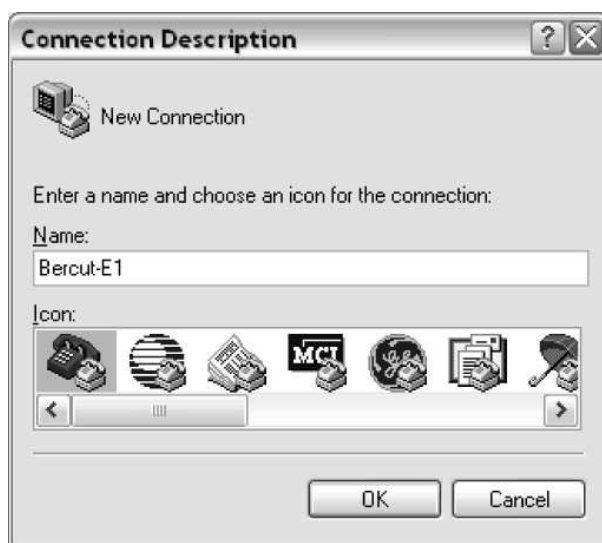 Connection Description
New Connection
Enter a name and choose an icon for the connection:
Name:
Bercut-E1
Icon:
MCI
OK
Cancel